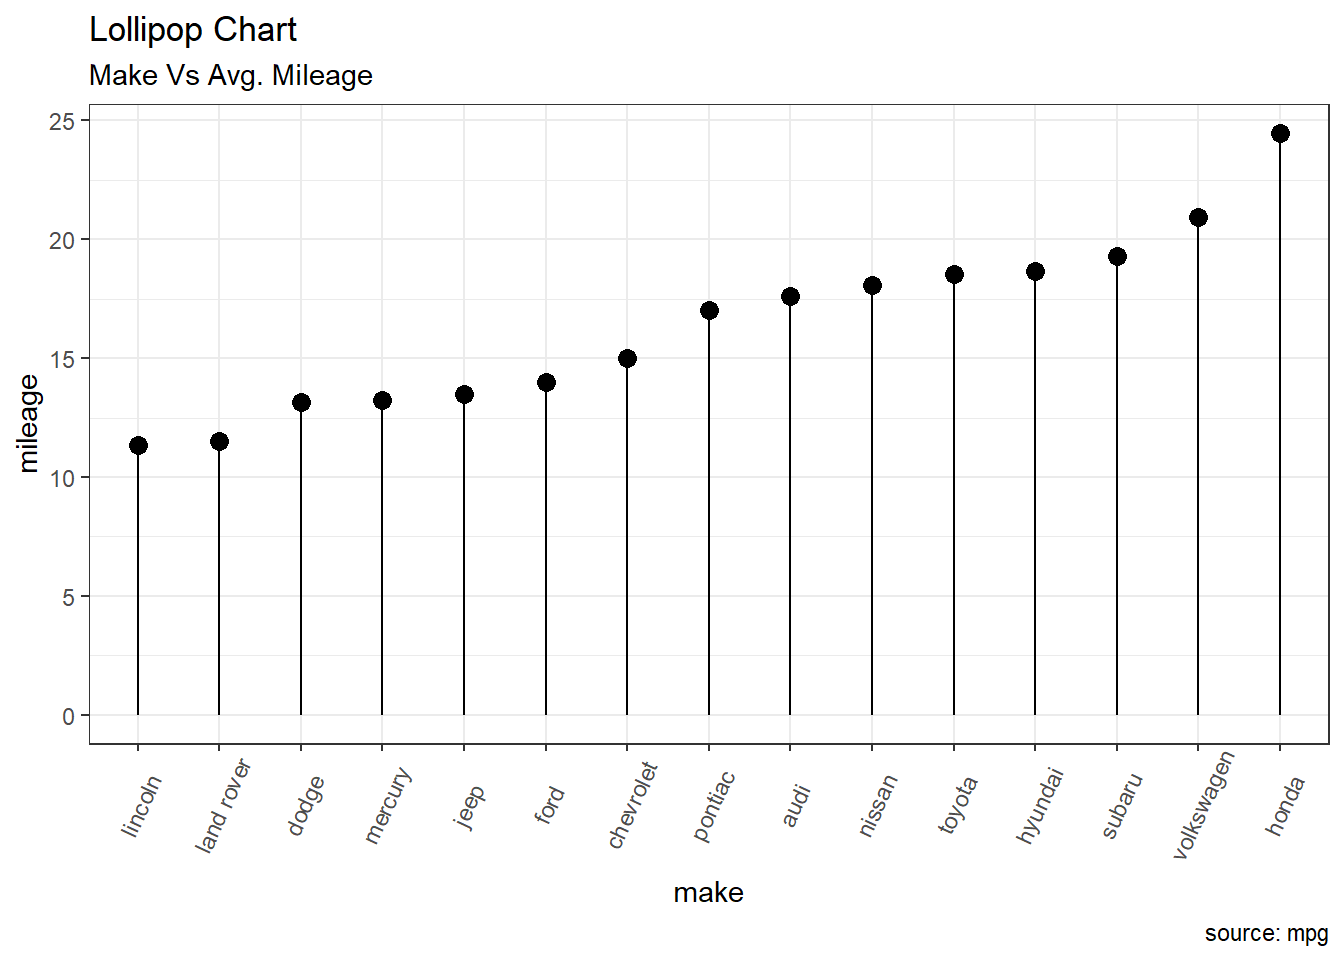 Lollipop Chart
Make Vs Avg. Mileage
25
20
15
10
5
0
mileage
lincoln
land rover
dodge
mercury
jeep
ford
chevrolet
pontiac
audi
nissan
toyota
hyundai
subaru
volkswagen
honda
make
source: mpg